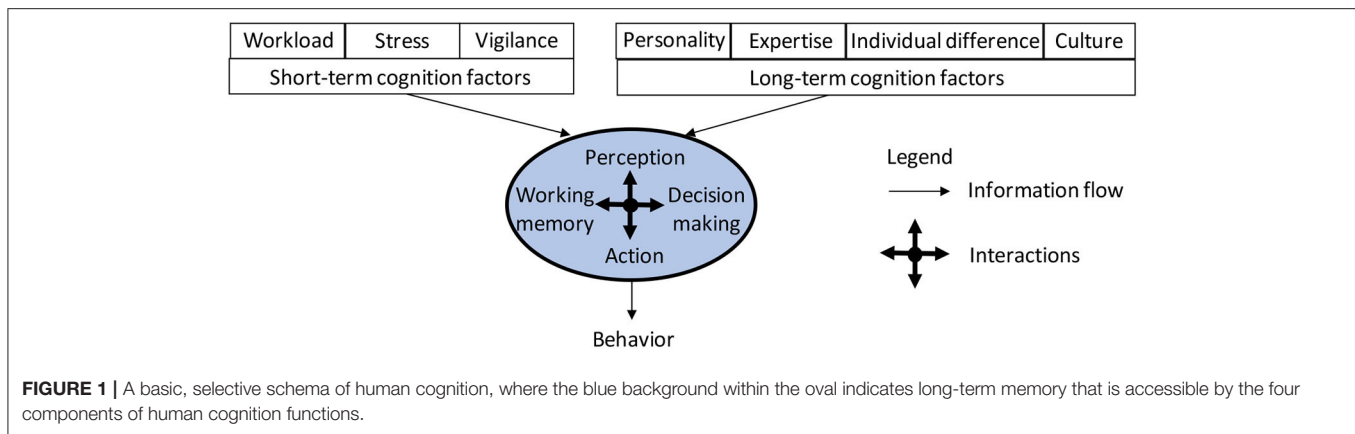 Workload Stress Vigilance
Short-term cognition factors
Personality Expertise Individual difference Culture
Long-term cognition factors
Perception
Working memory
Decision making
Action
Behavior
Legend
Information flow
Interactions
FIGURE 1 | A basic, selective schema of human cognition, where the blue background within the oval indicates long-term memory that is accessible by the four
components of human cognition functions.